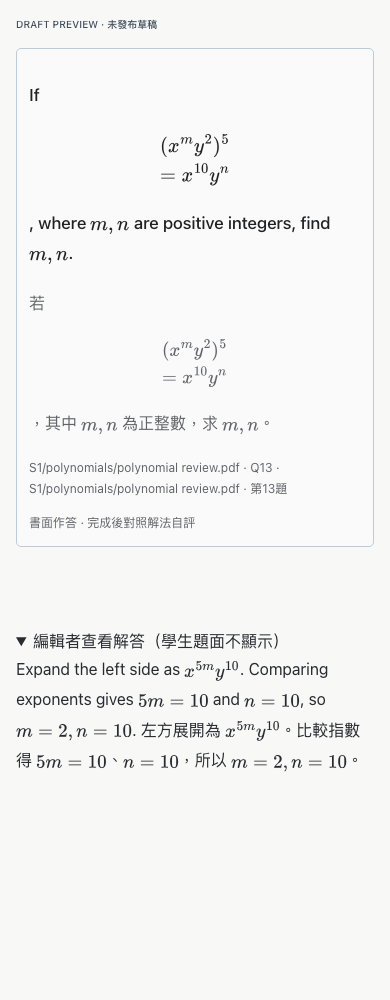 DRAFT PREVIEW · 未發布草稿
If
(x^m y^2)^5
= x^10 y^n
, where m, n are positive integers, find
m, n.
若
(x^m y^2)^5
= x^10 y^n
，其中 m, n 為正整數，求 m, n。
S1/polynomials/polynomial review.pdf · Q13 ·
S1/polynomials/polynomial review.pdf · 第13題
書面作答 · 完成後對照解法自評
▼ 編輯者查看解答（學生題面不顯示）
Expand the left side as x^5m y^10. Comparing
exponents gives 5m = 10 and n = 10, so
m = 2, n = 10. 左方展開為 x^5m y^10。比較指數
得 5m = 10、n = 10，所以 m = 2, n = 10。